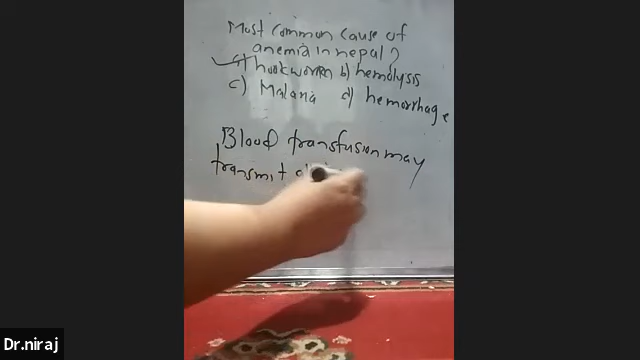 Most common cause of
anemia in nepal?
a) hookworm b) hemolysis
c) Malaria d) hemorrhage
Blood transfusion may
transmit
Dr.niraj